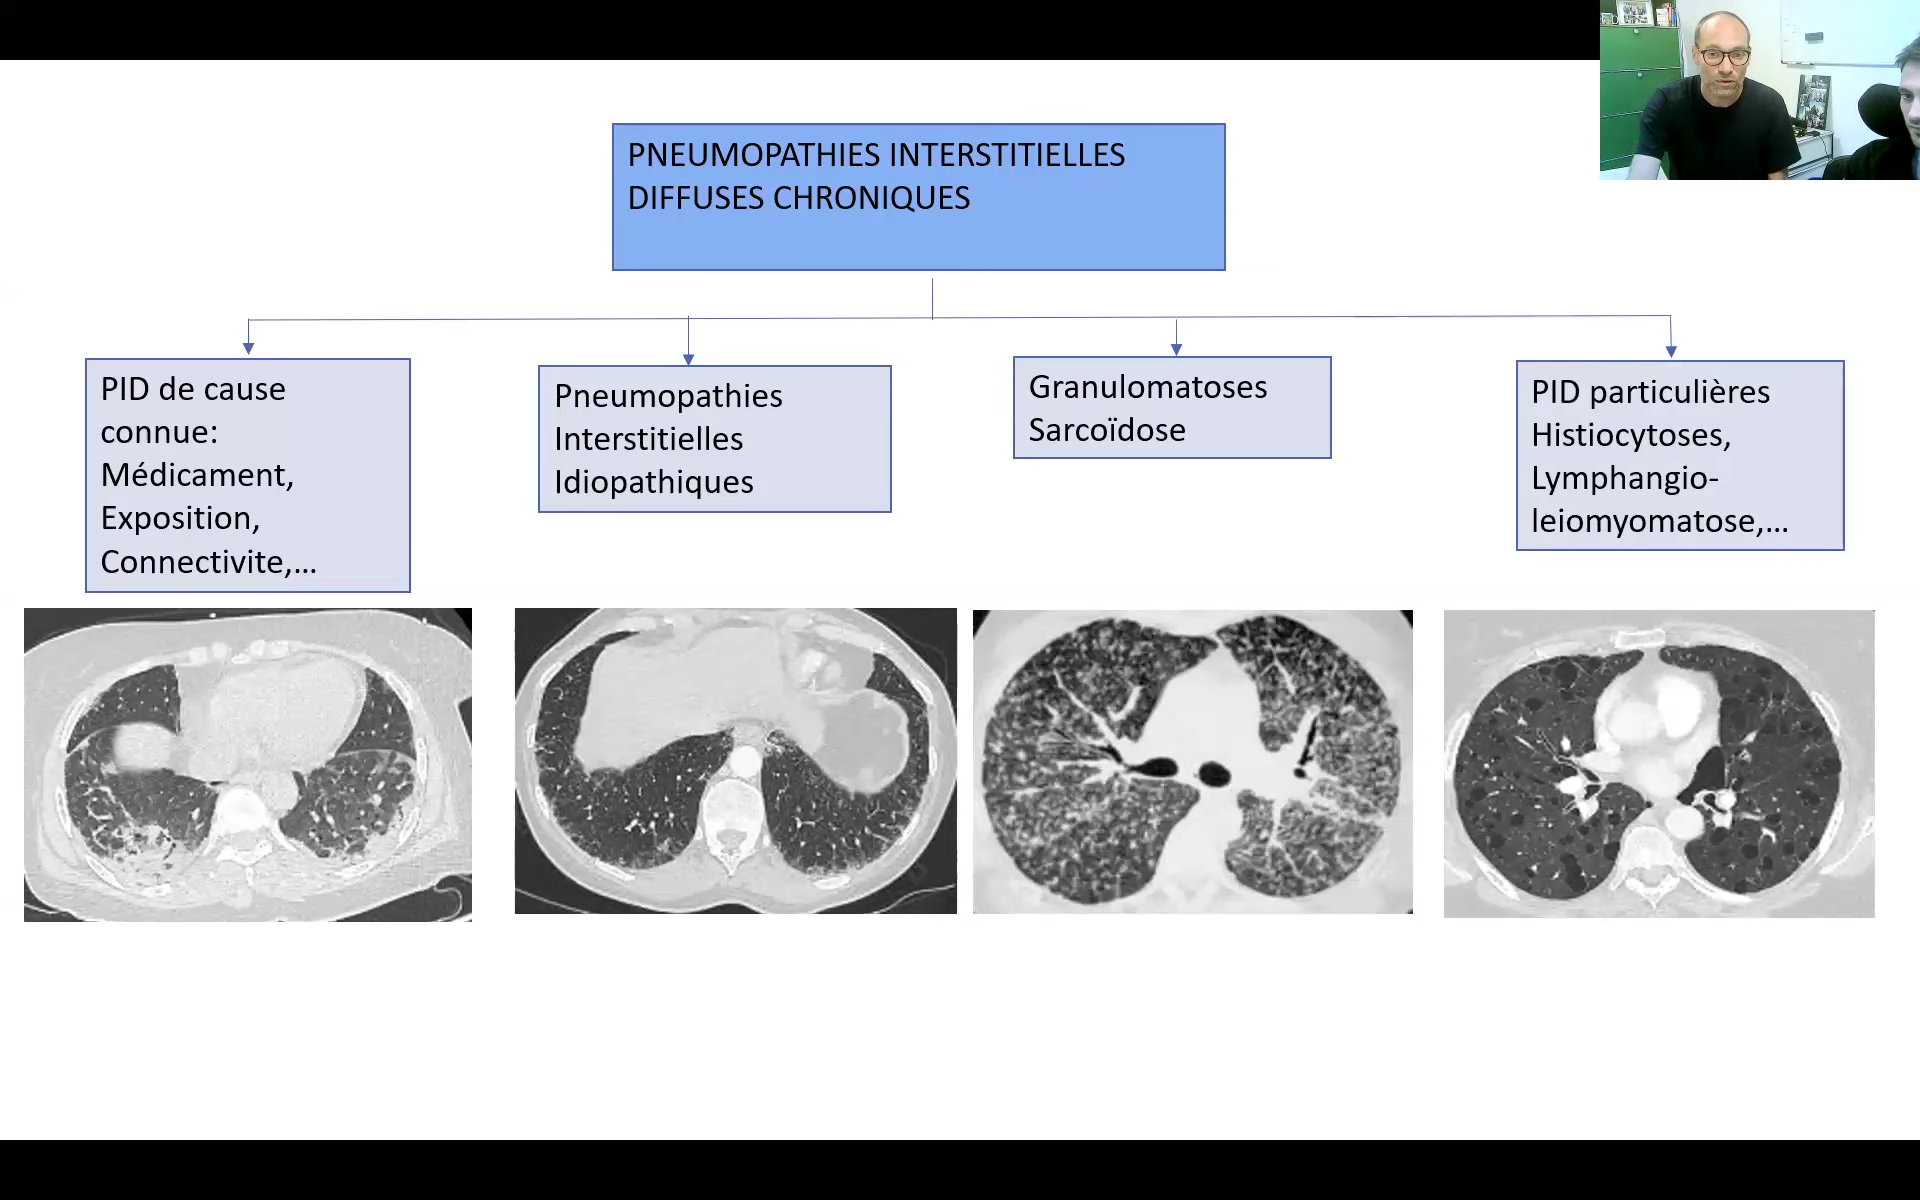 PNEUMOPATHIES INTERSTITIELLES
DIFFUSES CHRONIQUES
PID de cause
connue:
Médicament,
Exposition,
Connectivite,...
Pneumopathies
Interstitielles
Idiopathiques
Granulomatoses
Sarcoïdose
PID particulières
Histiocytoses,
Lymphangio-
leiomyomatose,...